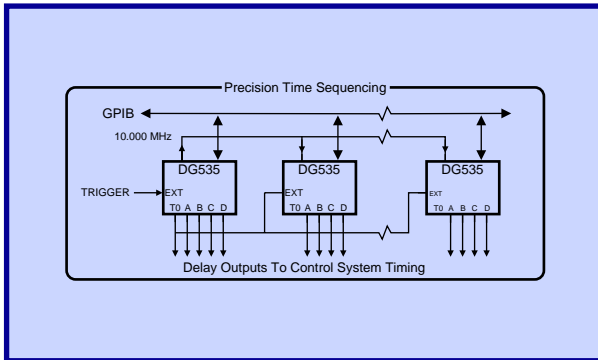 Precision Time Sequencing
GPIB
10.000 MHz
DG535 DG535 DG535
TRIGGER EXT EXT EXT
T0 A B C D T0 A B C D T0 A B C D
Delay Outputs To Control System Timing